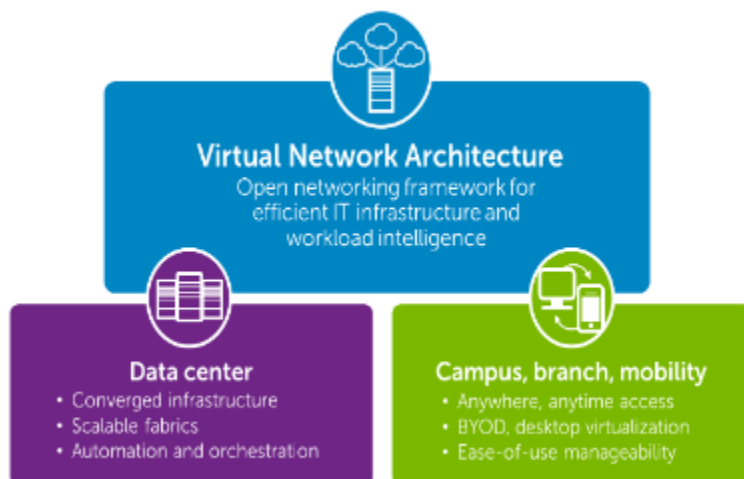 Virtual Network Architecture
Open networking framework for
efficient IT infrastructure and
workload intelligence
Data center
• Converged infrastructure
• Scalable fabrics
• Automation and orchestration
Campus, branch, mobility
• Anywhere, anytime access
• BYOD, desktop virtualization
• Ease-of-use manageability